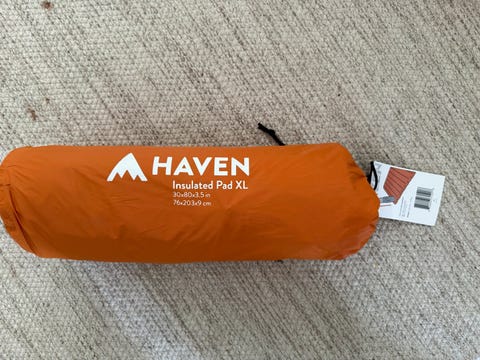 HAVEN
Insulated Pad XL
30x80x3.5 in
76x203x9 cm